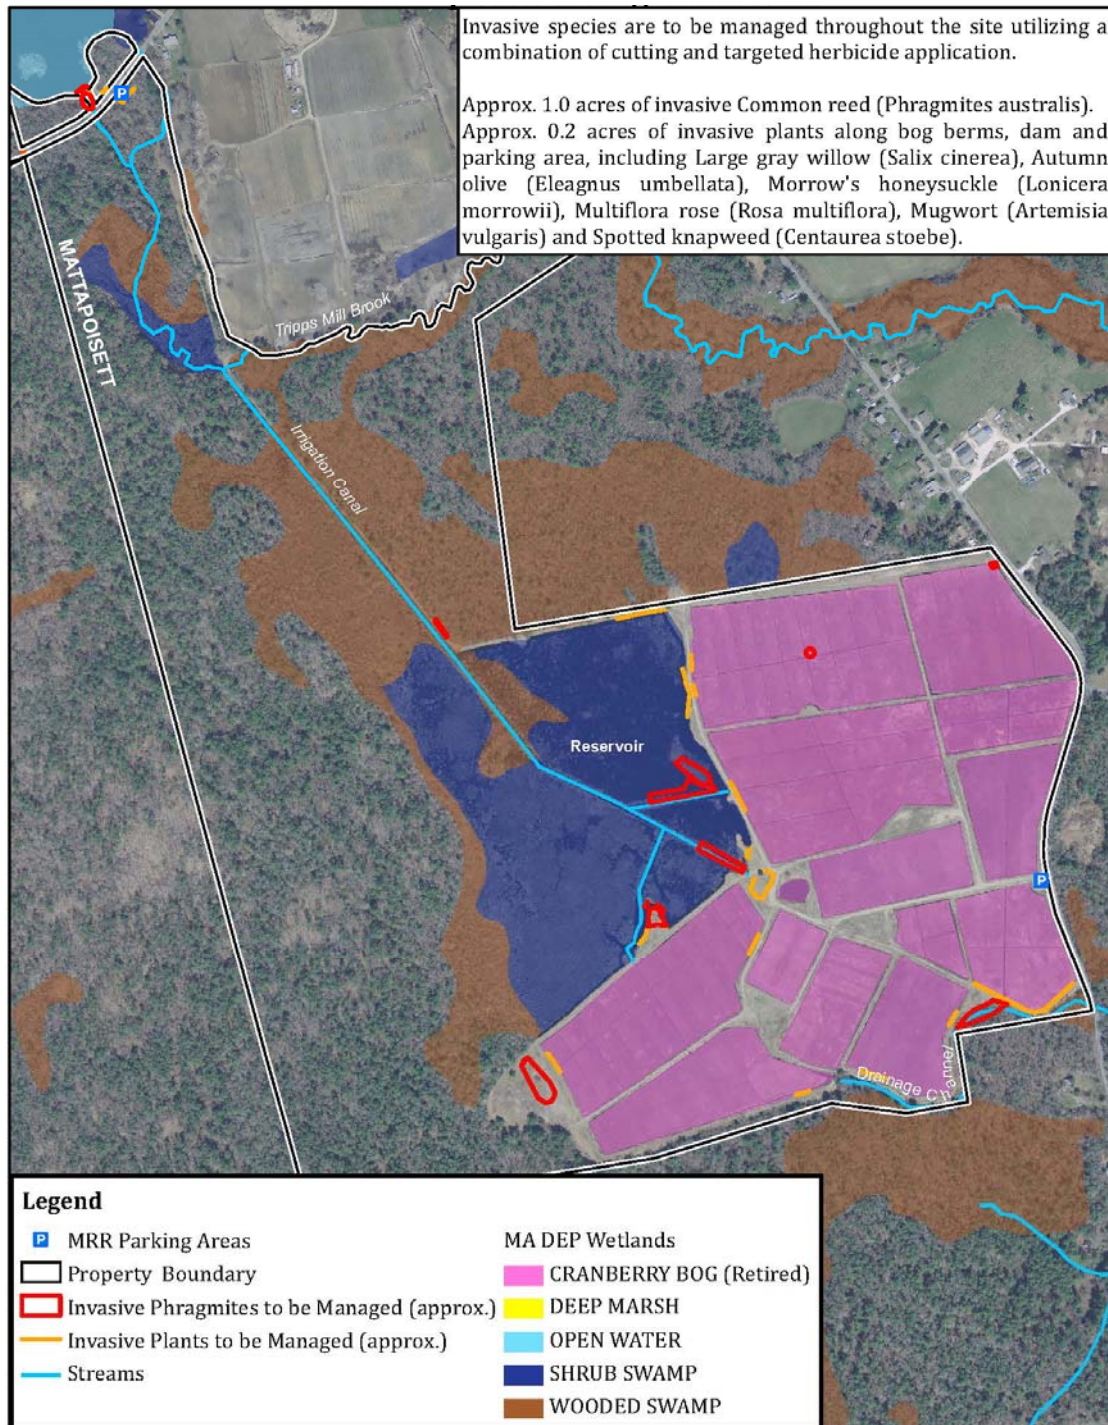 Invasive species are to be managed throughout the site utilizing a
combination of cutting and targeted herbicide application.
Approx. 1.0 acres of invasive Common reed (Phragmites australis).
Approx. 0.2 acres of invasive plants along bog berms, dam and
parking area, including Large gray willow (Salix cinerea), Autumn
olive (Eleagnus umbellata), Morrow's honeysuckle (Lonicera
morrowii), Multiflora rose (Rosa multiflora), Mugwort (Artemisia
vulgaris) and Spotted knapweed (Centaurea stoebe).
P
MATTAPOISETT
Tripps Mill Brook
Irrigation Canal
Reservoir
P
Drainage Channel
Legend
P MRR Parking Areas
Property Boundary
Invasive Phragmites to be Managed (approx.)
Invasive Plants to be Managed (approx.)
Streams
MA DEP Wetlands
CRANBERRY BOG (Retired)
DEEP MARSH
OPEN WATER
SHRUB SWAMP
WOODED SWAMP